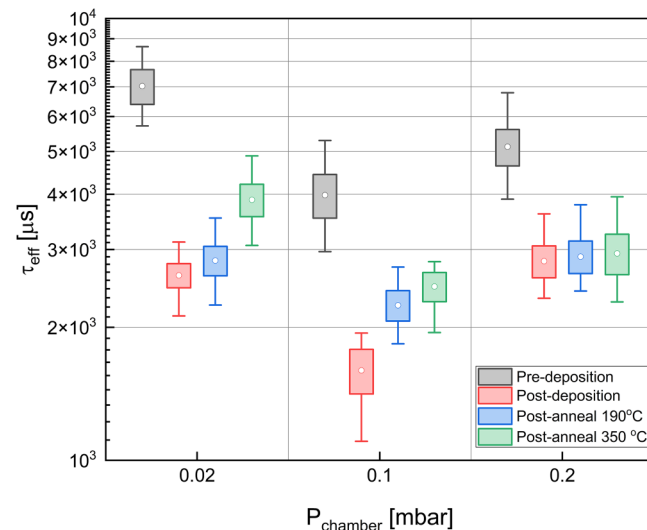 10⁴
9×10³
8×10³
7×10³
6×10³
5×10³
4×10³
3×10³
2×10³
10³
τeff [μs]
0.02
0.1
0.2
Pchamber [mbar]
Pre-deposition
Post-deposition
Post-anneal 190°C
Post-anneal 350 °C